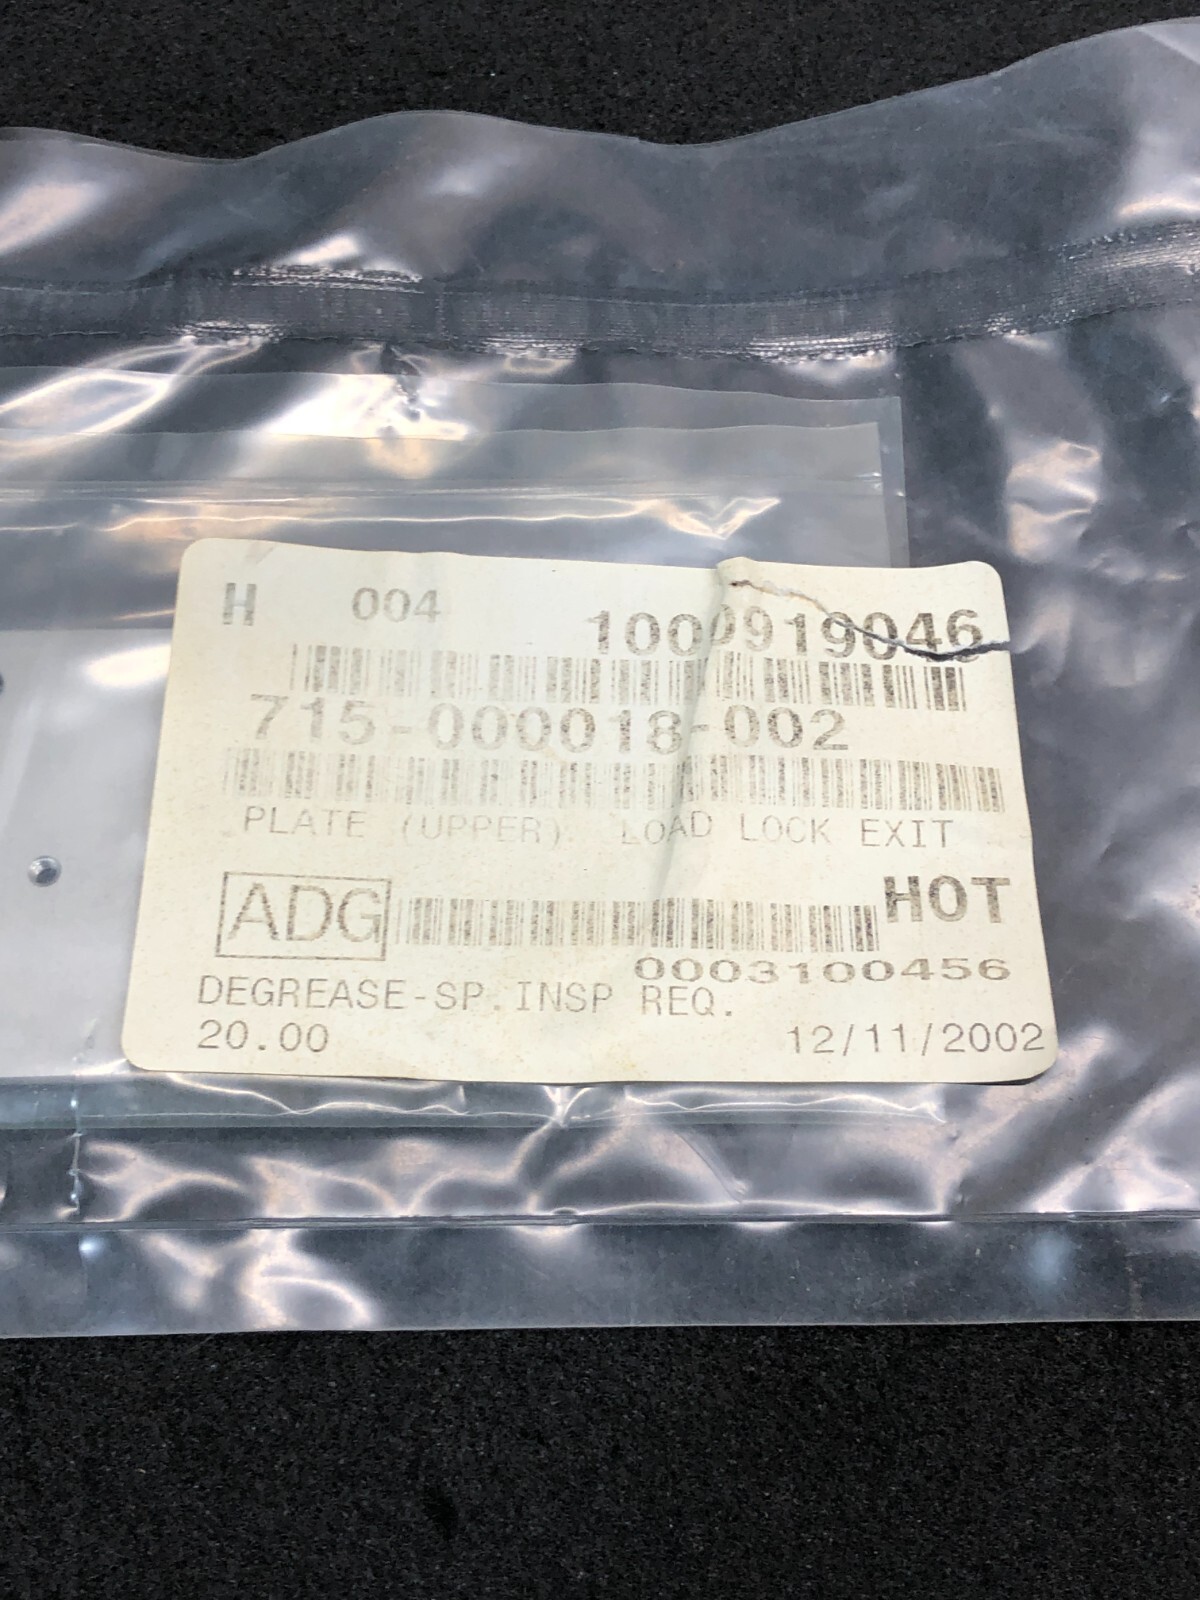 H 004 1000919046
715-000018-002
PLATE (UPPER). LOAD LOCK EXIT
ADG HOT
0003100456
DEGREASE-SP.INSP REQ.
20.00 12/11/2002